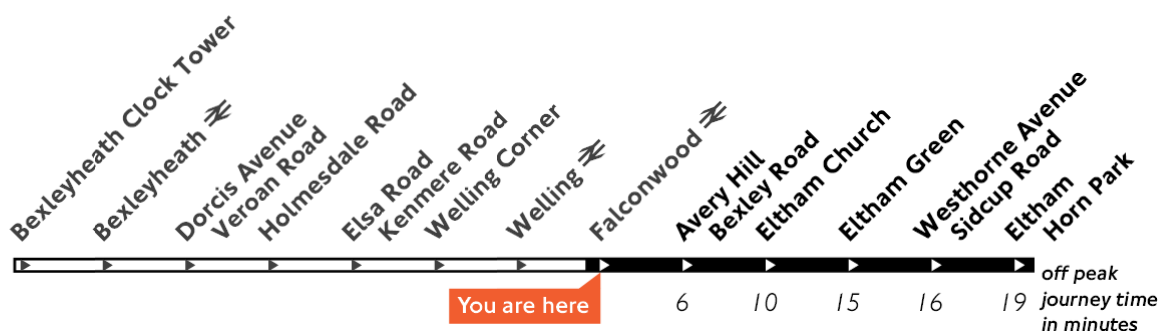 Bexleyheath Clock Tower
Bexleyheath
Dorcis Avenue
Veroan Road
Holmesdale Road
Elsa Road
Kenmere Road
Welling Corner
Welling
Falconwood
Avery Hill
Bexley Road
Eltham Church
Eltham Green
Westhorne Avenue
Sidcup Road
Eltham
Horn Park
You are here
6 10 15 16 19
off peak
journey time
in minutes